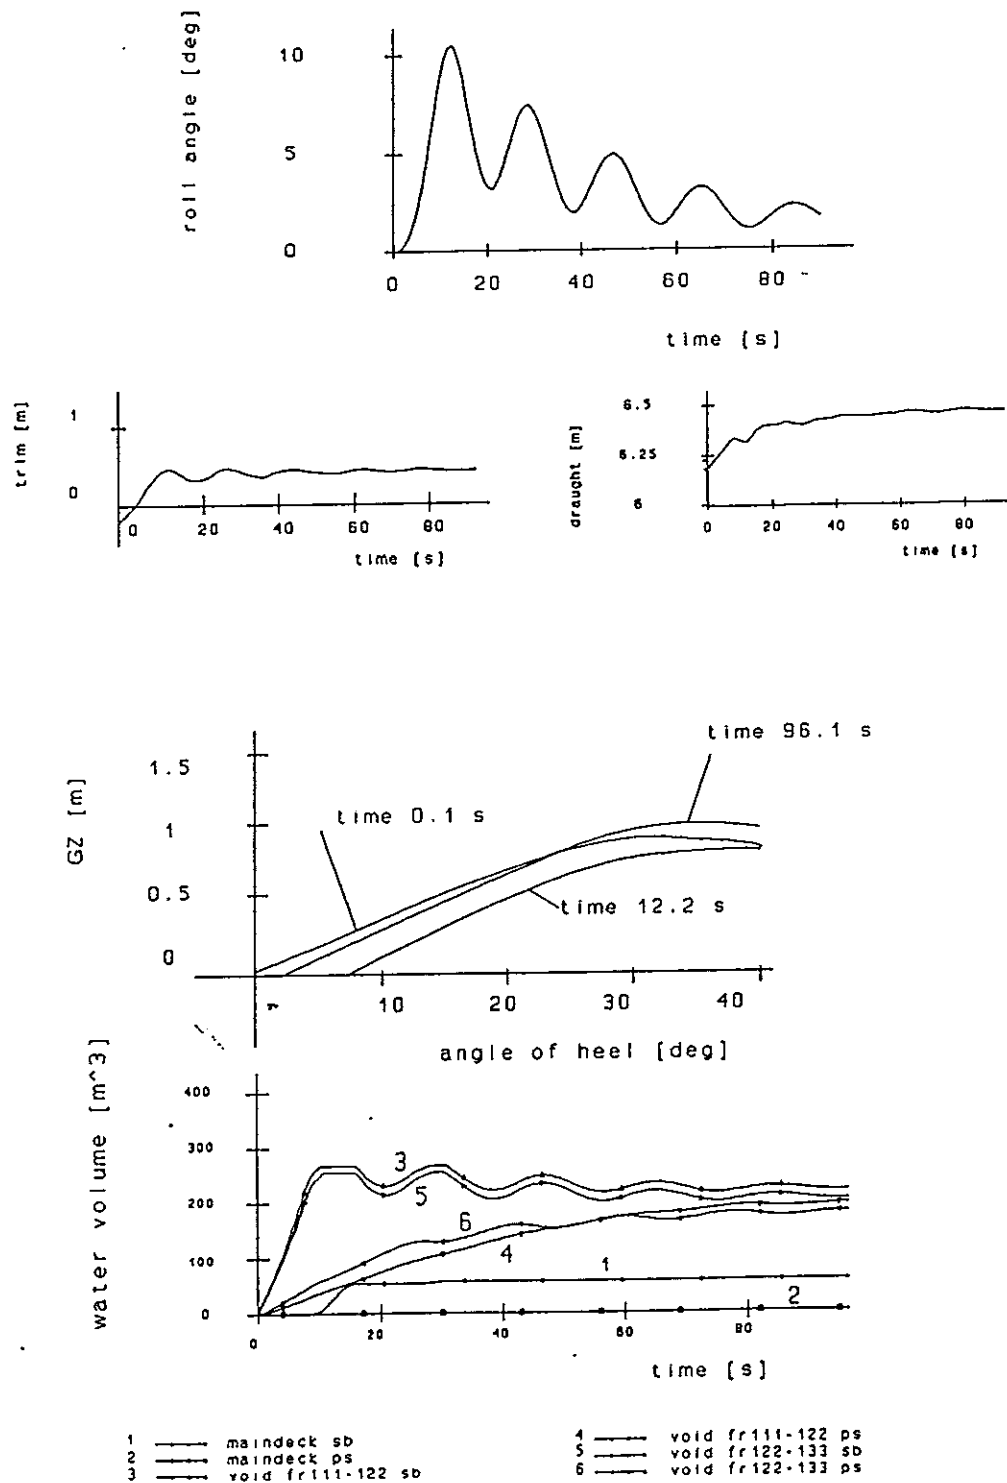 roll angle [deg]
10
5
0
0 20 40 60 80
time [s]
trim [m]
1
0
0 20 40 60 80
time [s]
draught [m]
6.5
6.25
6
0 20 40 60 80
time [s]
GZ [m]
1.5
1
0.5
0
time 96.1 s
time 0.1 s
time 12.2 s
10 20 30 40
angle of heel [deg]
water volume [m^3]
400
300
200
100
0
3
5
6
4
1
2
0 20 40 60 80
time [s]
1 maindeck sb
2 maindeck ps
3 void fr111-122 sb
4 void fr111-122 ps
5 void fr122-133 sb
6 void fr122-133 ps